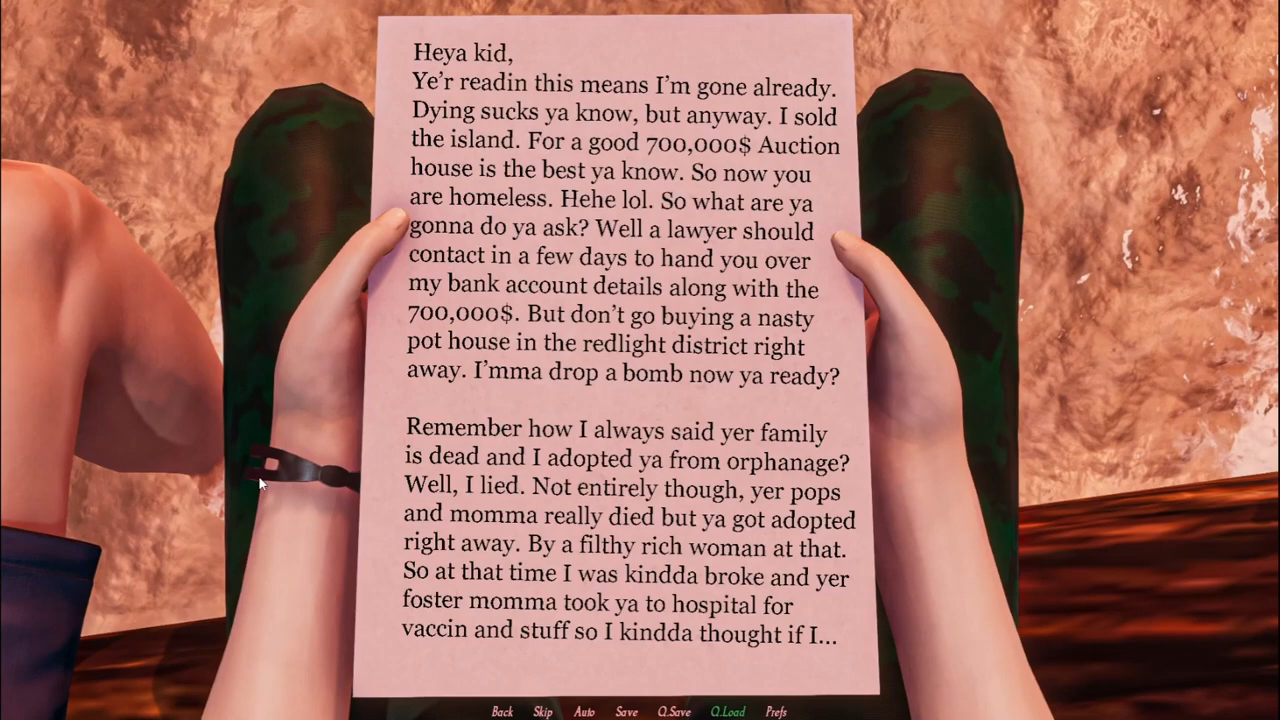 Heya kid,
Ye'r readin this means I'm gone already.
Dying sucks ya know, but anyway. I sold
the island. For a good 700,000$ Auction
house is the best ya know. So now you
are homeless. Hehe lol. So what are ya
gonna do ya ask? Well a lawyer should
contact in a few days to hand you over
my bank account details along with the
700,000$. But don't go buying a nasty
pot house in the redlight district right
away. I'mma drop a bomb now ya ready?
Remember how I always said yer family
is dead and I adopted ya from orphanage?
Well, I lied. Not entirely though, yer pops
and momma really died but ya got adopted
right away. By a filthy rich woman at that.
So at that time I was kindda broke and yer
foster momma took ya to hospital for
vaccin and stuff so I kindda thought if I...
Back Skip Auto Save Q.Save Q.Load Prefs